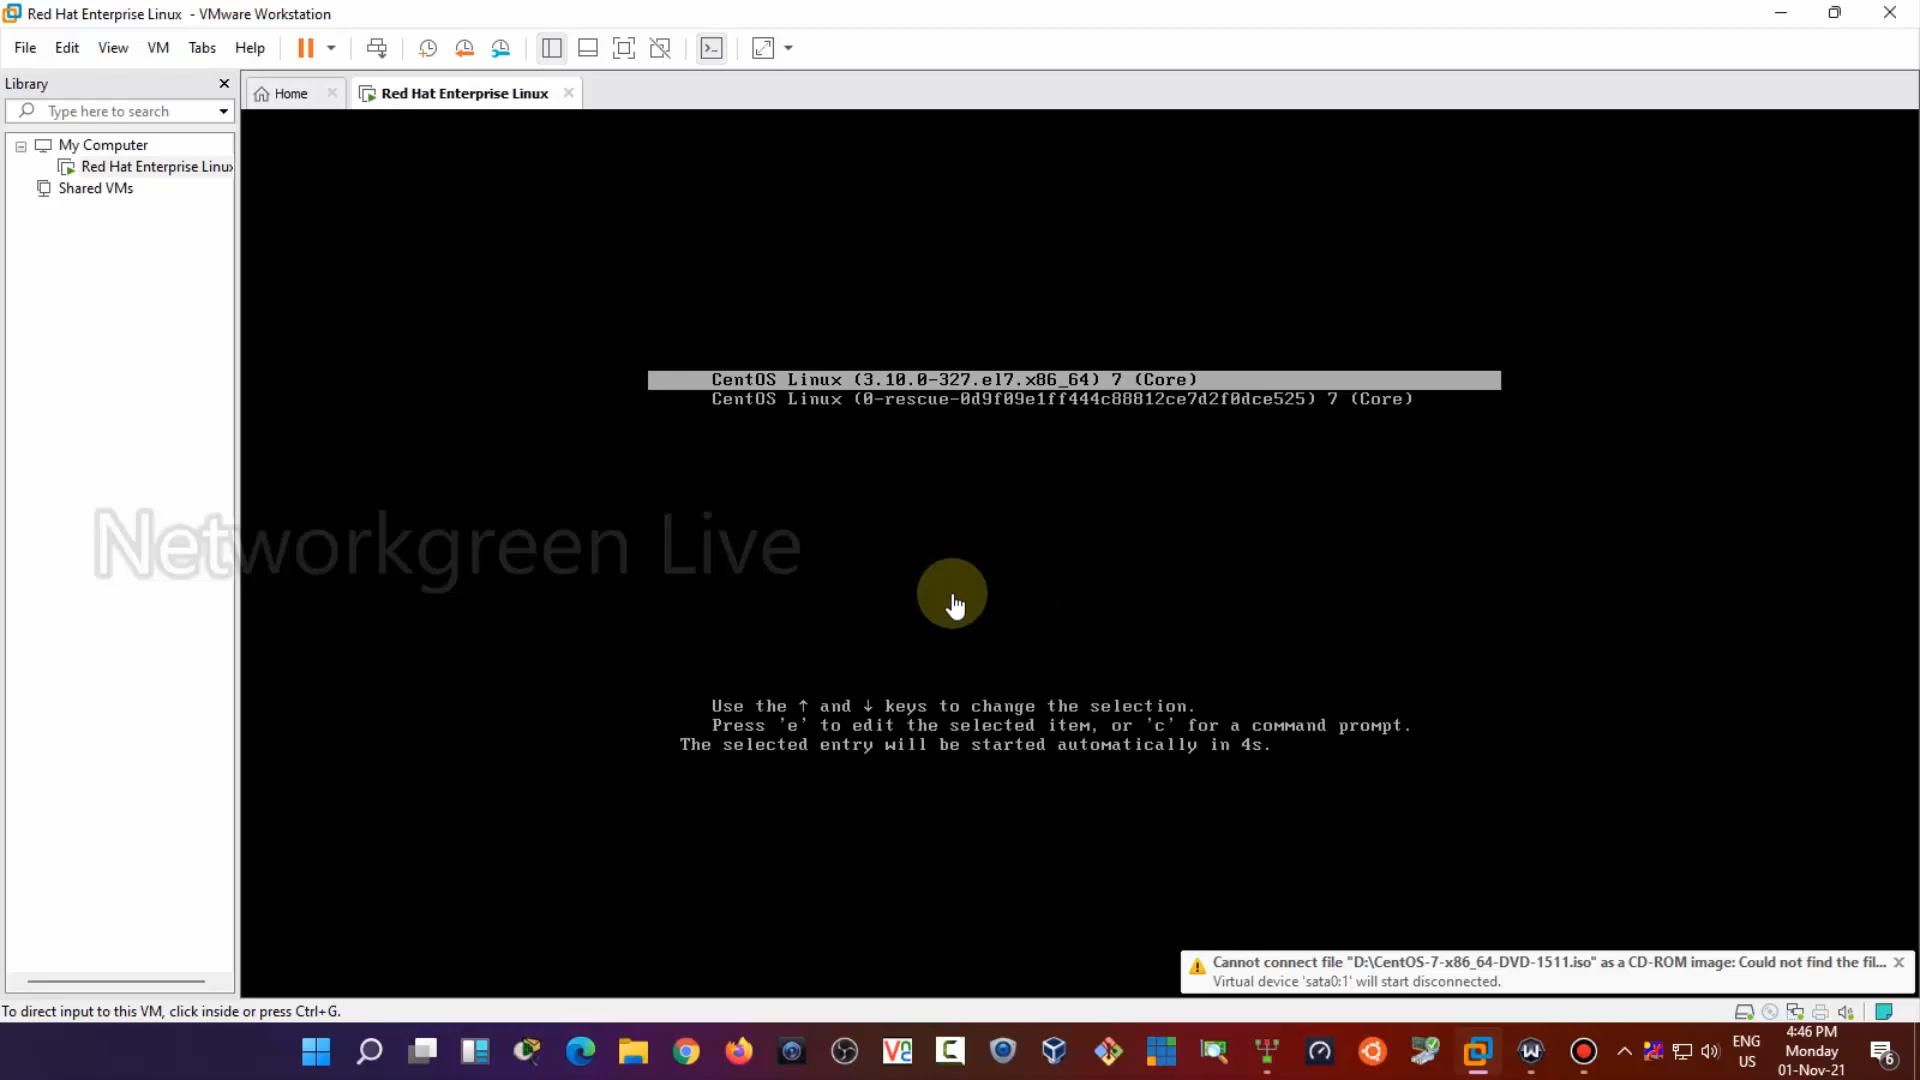 Red Hat Enterprise Linux - VMware Workstation
File Edit View VM Tabs Help
Library
Home
Red Hat Enterprise Linux
Type here to search
My Computer
Red Hat Enterprise Linux
Shared VMs
CentOS Linux (3.10.0-327.el7.x86_64) 7 (Core)
CentOS Linux (0-rescue-0d9f09e1ff444c88812ce7d2f0dce525) 7 (Core)
Networkgreen Live
Use the ↑ and ↓ keys to change the selection.
Press 'e' to edit the selected item, or 'c' for a command prompt.
The selected entry will be started automatically in 4s.
Cannot connect file "D:\CentOS-7-x86_64-DVD-1511.iso" as a CD-ROM image: Could not find the fil...
Virtual device 'sata0:1' will start disconnected.
To direct input to this VM, click inside or press Ctrl+G.
ENG
US
4:46 PM
Monday
01-Nov-21
6